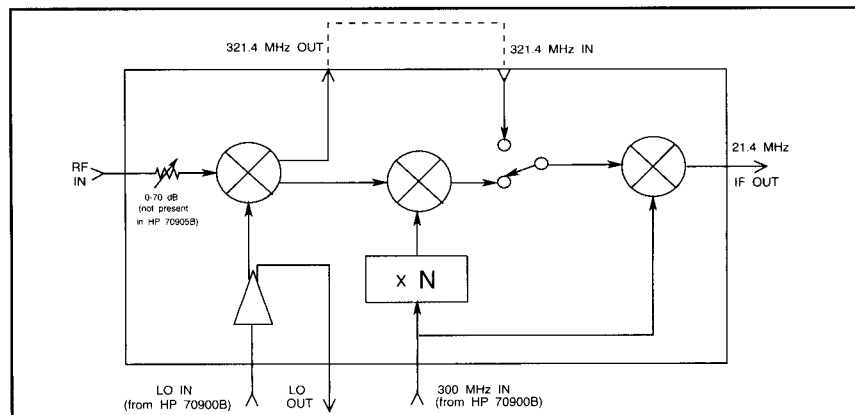 321.4 MHz OUT
321.4 MHz IN
RF
IN
0-70 dB
(not present
in HP 70905B)
21.4 MHz
IF OUT
x N
LO IN
(from HP 70900B)
LO
OUT
300 MHz IN
(from HP 70900B)